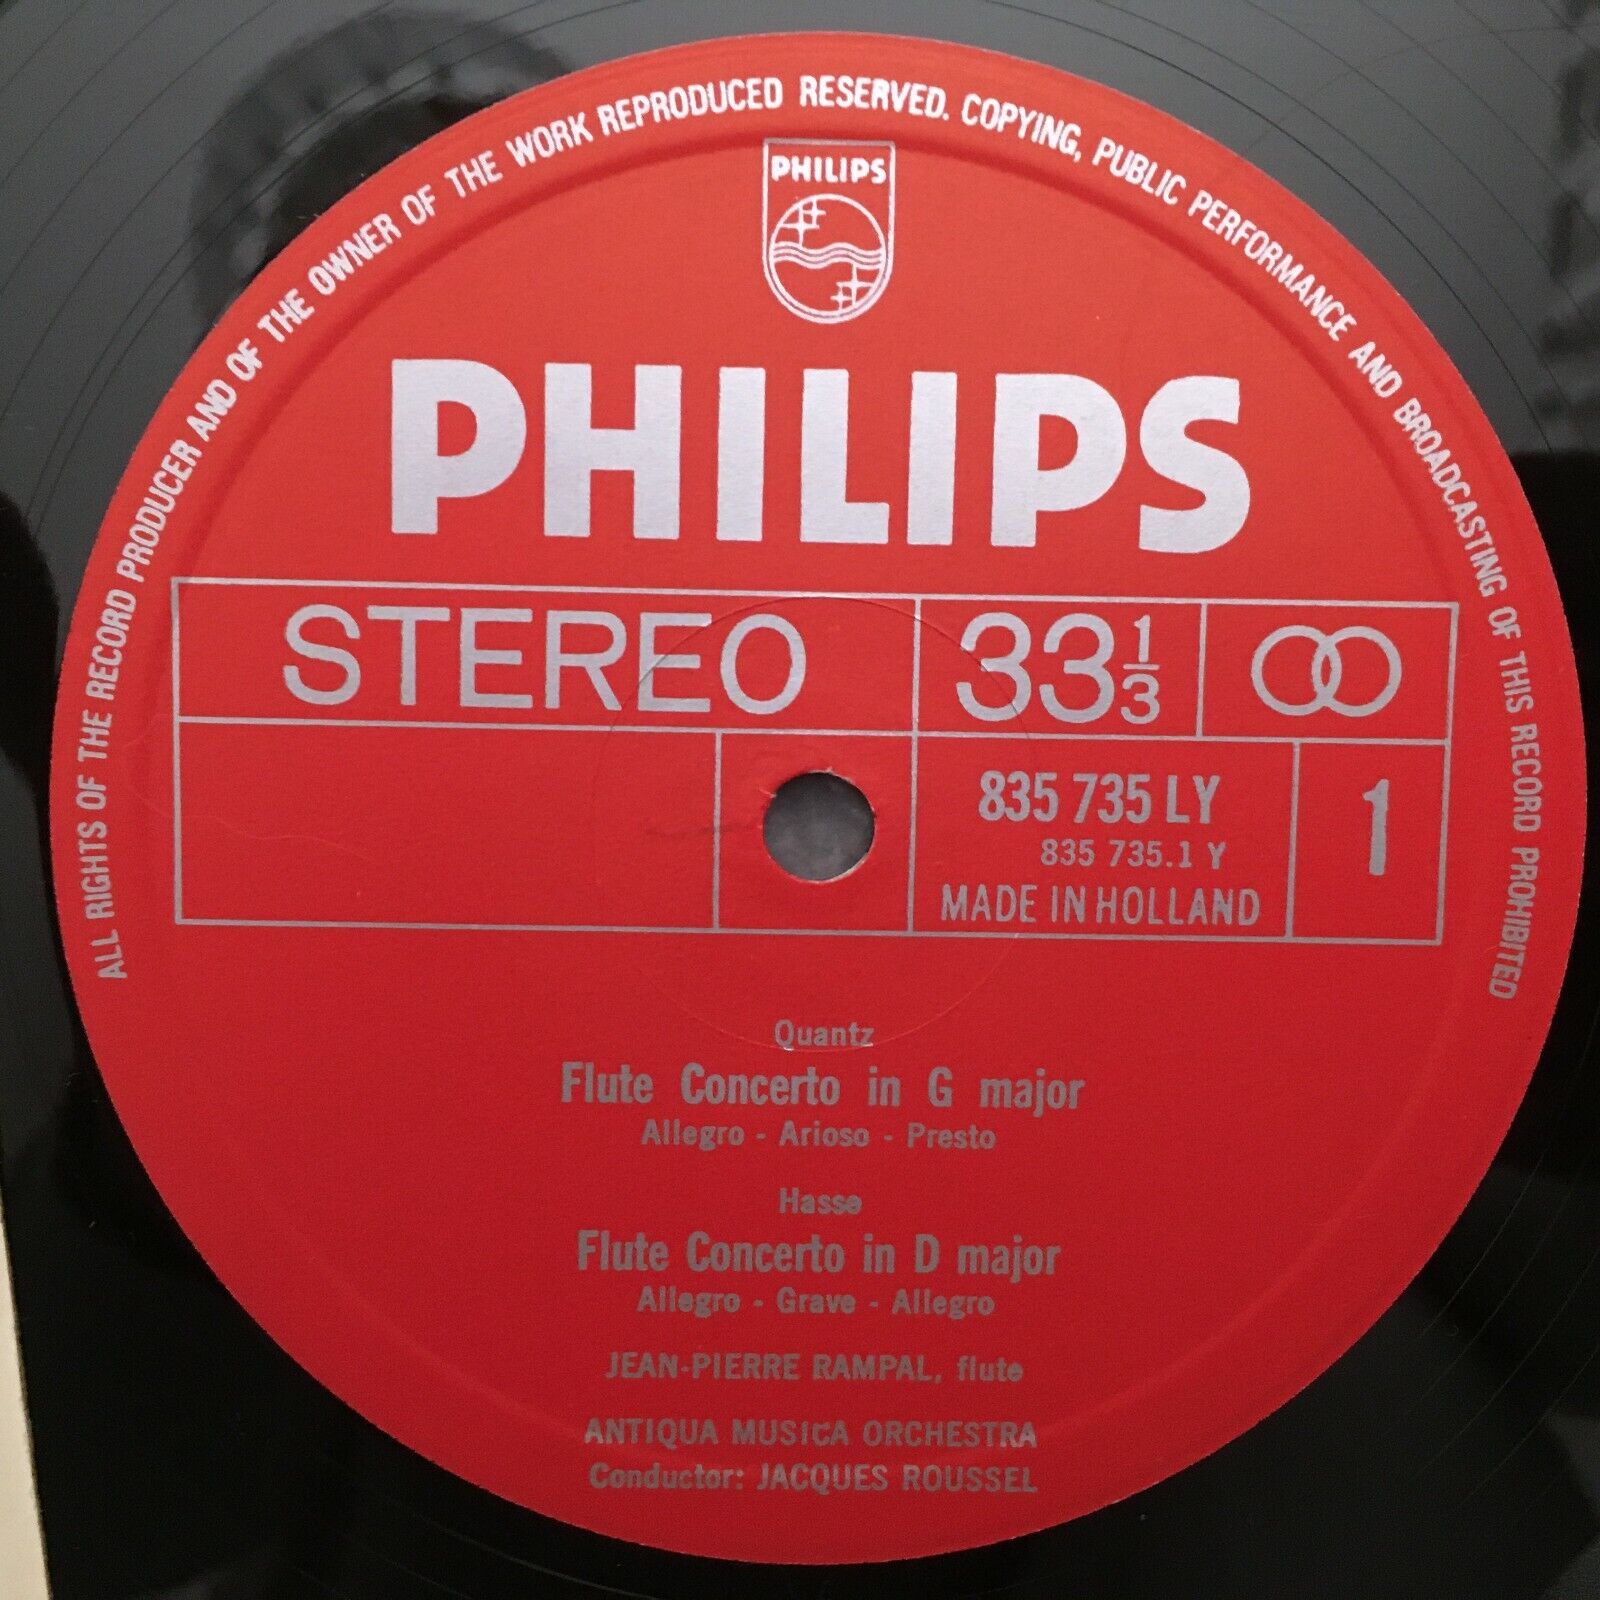 ALL RIGHTS OF THE RECORD PRODUCER AND OF THE OWNER OF THE WORK REPRODUCED RESERVED. COPYING, PUBLIC PERFORMANCE AND BROADCASTING OF THIS RECORD PROHIBITED
PHILIPS
PHILIPS
STEREO
33 1/3
835 735 LY
835 735.1 Y
MADE IN HOLLAND
1
Quantz
Flute Concerto in G major
Allegro - Arioso - Presto
Hasse
Flute Concerto in D major
Allegro - Grave - Allegro
JEAN-PIERRE RAMPAL, flute
ANTIQUA MUSICA ORCHESTRA
Conductor: JACQUES ROUSSEL